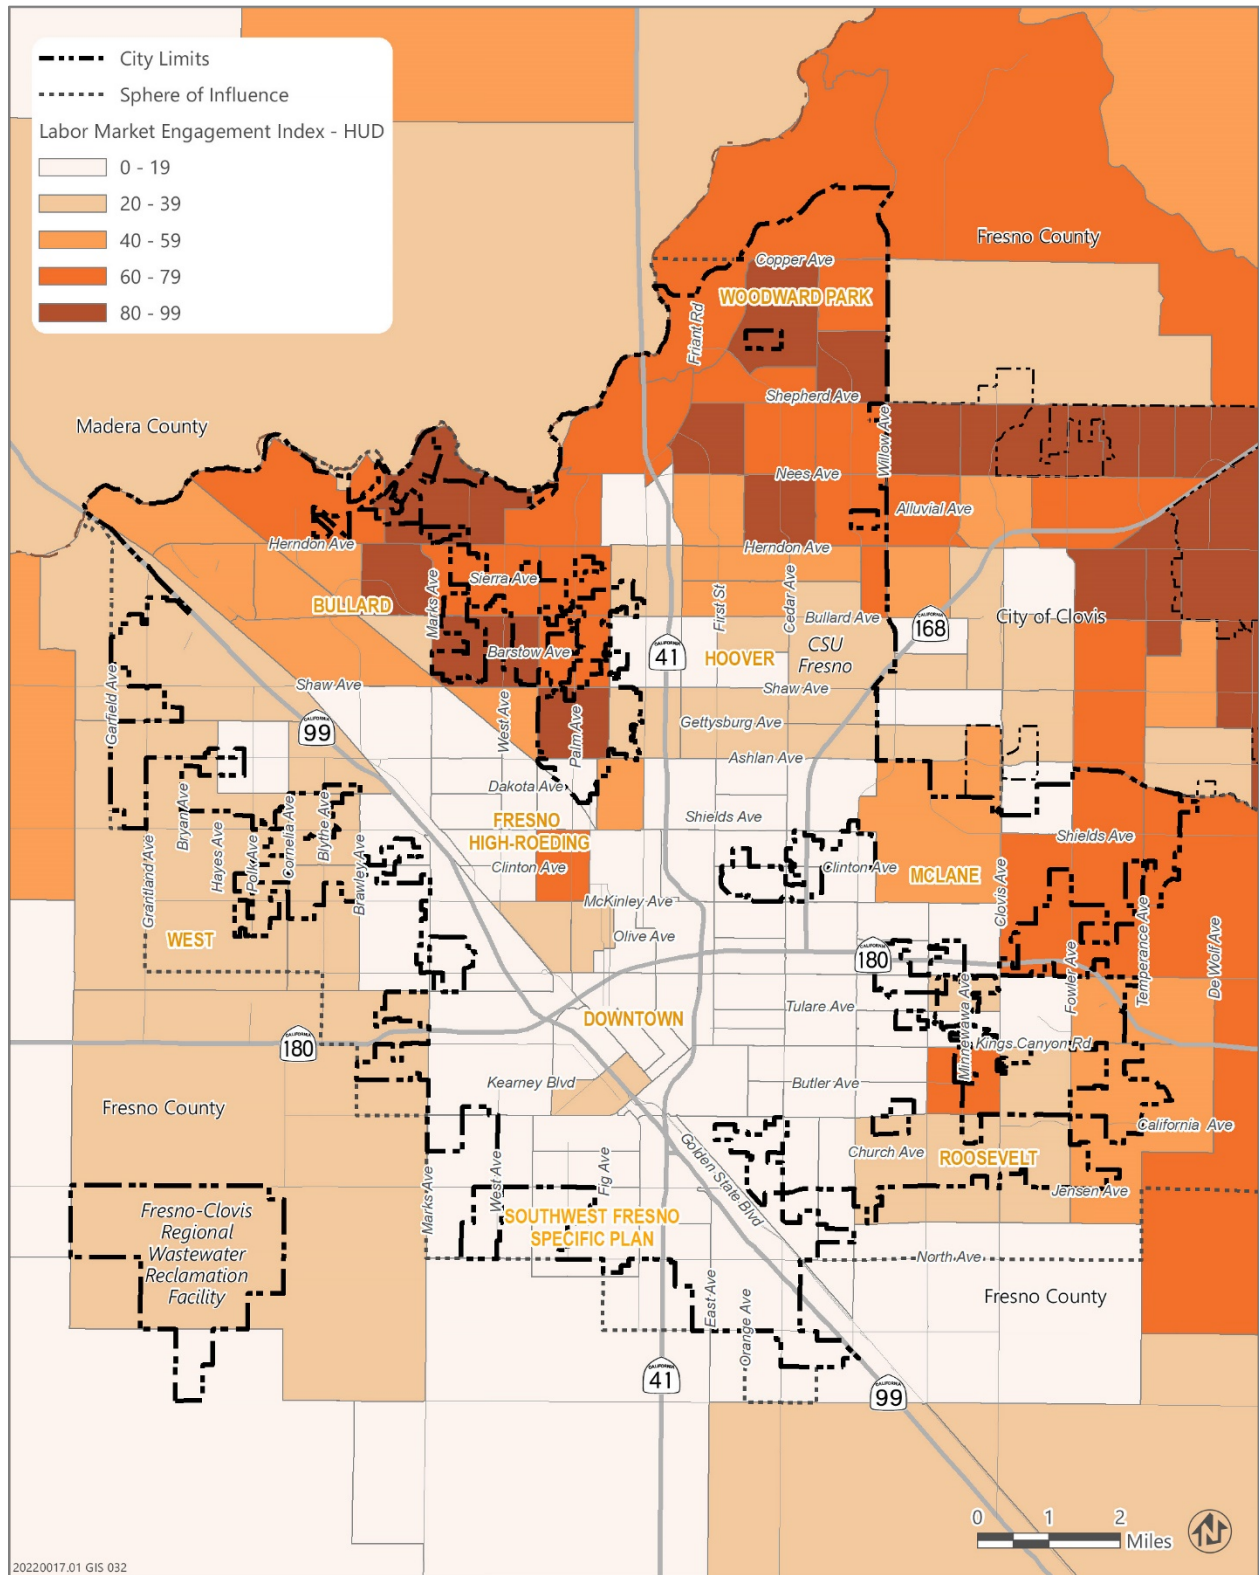 City Limits
Sphere of Influence
Labor Market Engagement Index - HUD
0 - 19
20 - 39
40 - 59
60 - 79
80 - 99
Fresno County
Copper Ave
WOODWARD PARK
Friant Rd
Shepherd Ave
Willow Ave
Madera County
Nees Ave
Alluvial Ave
Herndon Ave
Herndon Ave
Sierra Ave
Marks Ave
BULLARD
First St
Cedar Ave
Bullard Ave
CALIFORNIA
168
City of Clovis
Barstow Ave
CALIFORNIA
41
HOOVER
CSU
Fresno
Shaw Ave
Shaw Ave
Garfield Ave
CALIFORNIA
99
West Ave
Palm Ave
Gettysburg Ave
Ashlan Ave
Dakota Ave
Bryan Ave
Cornelia Ave
Blythe Ave
FRESNO
HIGH-ROEDING
Shields Ave
Shields Ave
Grantland Ave
Hayes Ave
Polk Ave
Brawley Ave
Clinton Ave
Clinton Ave
MCLANE
Clovis Ave
McKinley Ave
WEST
Olive Ave
CALIFORNIA
180
Fowler Ave
Temperance Ave
De Wolf Ave
Minnewawa Ave
DOWNTOWN
Tulare Ave
CALIFORNIA
180
Kings Canyon Rd
Kearney Blvd
Butler Ave
Fresno County
California Ave
Church Ave
ROOSEVELT
Golden State Blvd
Marks Ave
West Ave
Fig Ave
Jensen Ave
Fresno-Clovis
Regional
Wastewater
Reclamation
Facility
SOUTHWEST FRESNO
SPECIFIC PLAN
North Ave
East Ave
Orange Ave
Fresno County
CALIFORNIA
41
CALIFORNIA
99
0 1 2
Miles
N
20220017.01 GIS 032